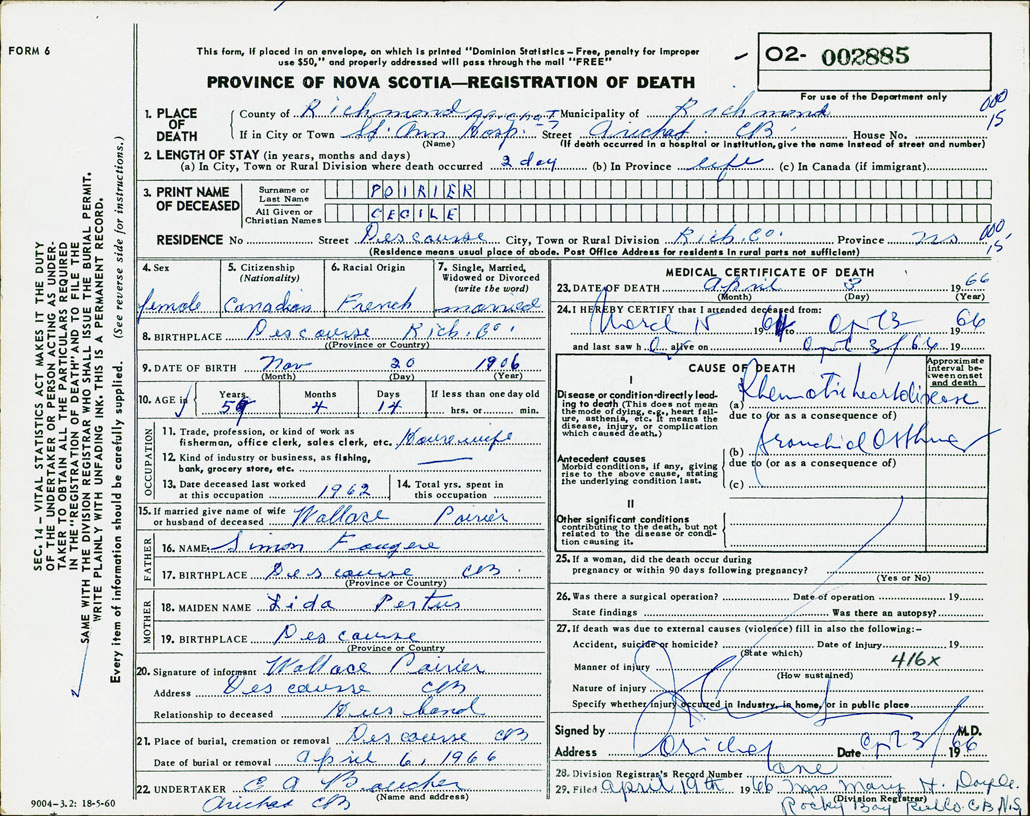 FORM 6
This form, if placed in an envelope, on which is printed "Dominion Statistics – Free, penalty for improper
use $50," and properly addressed will pass through the mail "FREE"
02- 002885
For use of the Department only
PROVINCE OF NOVA SCOTIA—REGISTRATION OF DEATH
1. PLACE OF DEATH
County of Richmond Arichat Municipality of Richmond
000 15
If in City or Town St. Ann Hosp. Street Arichat CB House No.
(Name) (If death occurred in a hospital or institution, give the name instead of street and number)
2. LENGTH OF STAY (in years, months and days)
(a) In City, Town or Rural Division where death occurred 2 day (b) In Province life (c) In Canada (if immigrant)
3. PRINT NAME OF DECEASED
Surname or Last Name POIRIER
All Given or Christian Names CECILE
RESIDENCE No Street Descousse City, Town or Rural Division Rich. Co. Province NS
000 15
(Residence means usual place of abode. Post Office Address for residents in rural parts not sufficient)
4. Sex 5. Citizenship (Nationality) 6. Racial Origin 7. Single, Married, Widowed or Divorced (write the word)
female Canadian French married
8. BIRTHPLACE Descousse Rich. Co.
(Province or Country)
9. DATE OF BIRTH Nov 20 1906
(Month) (Day) (Year)
10. AGE in Years Months Days If less than one day old
59 4 14 hrs. or min.
OCCUPATION
11. Trade, profession, or kind of work as
fisherman, office clerk, sales clerk, etc. Housewife
12. Kind of industry or business, as fishing,
bank, grocery store, etc.
13. Date deceased last worked at this occupation 1962 14. Total yrs. spent in this occupation
15. If married give name of wife or husband of deceased Wallace Poirier
FATHER
16. NAME: Simon Fougere
17. BIRTHPLACE Descousse CB
(Province or Country)
MOTHER
18. MAIDEN NAME Lida Pertus
19. BIRTHPLACE Descousse
(Province or Country)
20. Signature of informant Wallace Poirier
Address Descousse CB
Relationship to deceased Husband
21. Place of burial, cremation or removal Descousse CB
Date of burial or removal April 6, 1966
22. UNDERTAKER E A Boucher
(Name and address)
Arichat CB
9004-3.2: 18-5-60
MEDICAL CERTIFICATE OF DEATH
23. DATE OF DEATH April 3 1966
(Month) (Day) (Year)
24. I HEREBY CERTIFY that I attended deceased from:
March 15 1964 to Apr 3 66
and last saw h er alive on Apr 3/66
CAUSE OF DEATH
Approximate interval between onset and death
I
Disease or condition directly leading to death (This does not mean the mode of dying, e.g., heart failure, asthenia, etc. It means the disease, injury, or complication which caused death.)
(a) Rheumatic heart disease
due to (or as a consequence of)
Antecedent causes
Morbid conditions, if any, giving rise to the above cause, stating the underlying condition last.
(b) Bronchial Asthma
due to (or as a consequence of)
(c)
II
Other significant conditions
contributing to the death, but not related to the disease or condition causing it.
25. If a woman, did the death occur during
pregnancy or within 90 days following pregnancy?
(Yes or No)
26. Was there a surgical operation? Date of operation 19
State findings Was there an autopsy?
27. If death was due to external causes (violence) fill in also the following:–
Accident, suicide or homicide? Date of injury 19
(State which)
416X
Manner of injury
(How sustained)
Nature of injury
Specify whether injury occurred in industry, in home, or in public place
Signed by M.D.
Address Arichat Date Apr 3/ 1966
28. Division Registrar's Record Number
29. Filed April 19th 1966 Mrs Mary H. Doyle
(Division Registrar)
Rocky Bay CB N.S.
SEC. 14 – VITAL STATISTICS ACT MAKES IT THE DUTY
OF THE UNDERTAKER OR PERSON ACTING AS UNDER-
TAKER TO OBTAIN ALL THE PARTICULARS REQUIRED
IN THE "REGISTRATION OF DEATH" AND TO FILE THE
SAME WITH THE DIVISION REGISTRAR WHO SHALL ISSUE THE BURIAL PERMIT.
WRITE PLAINLY WITH UNFADING INK. THIS IS A PERMANENT RECORD.
Every item of information should be carefully supplied. (See reverse side for instructions.)